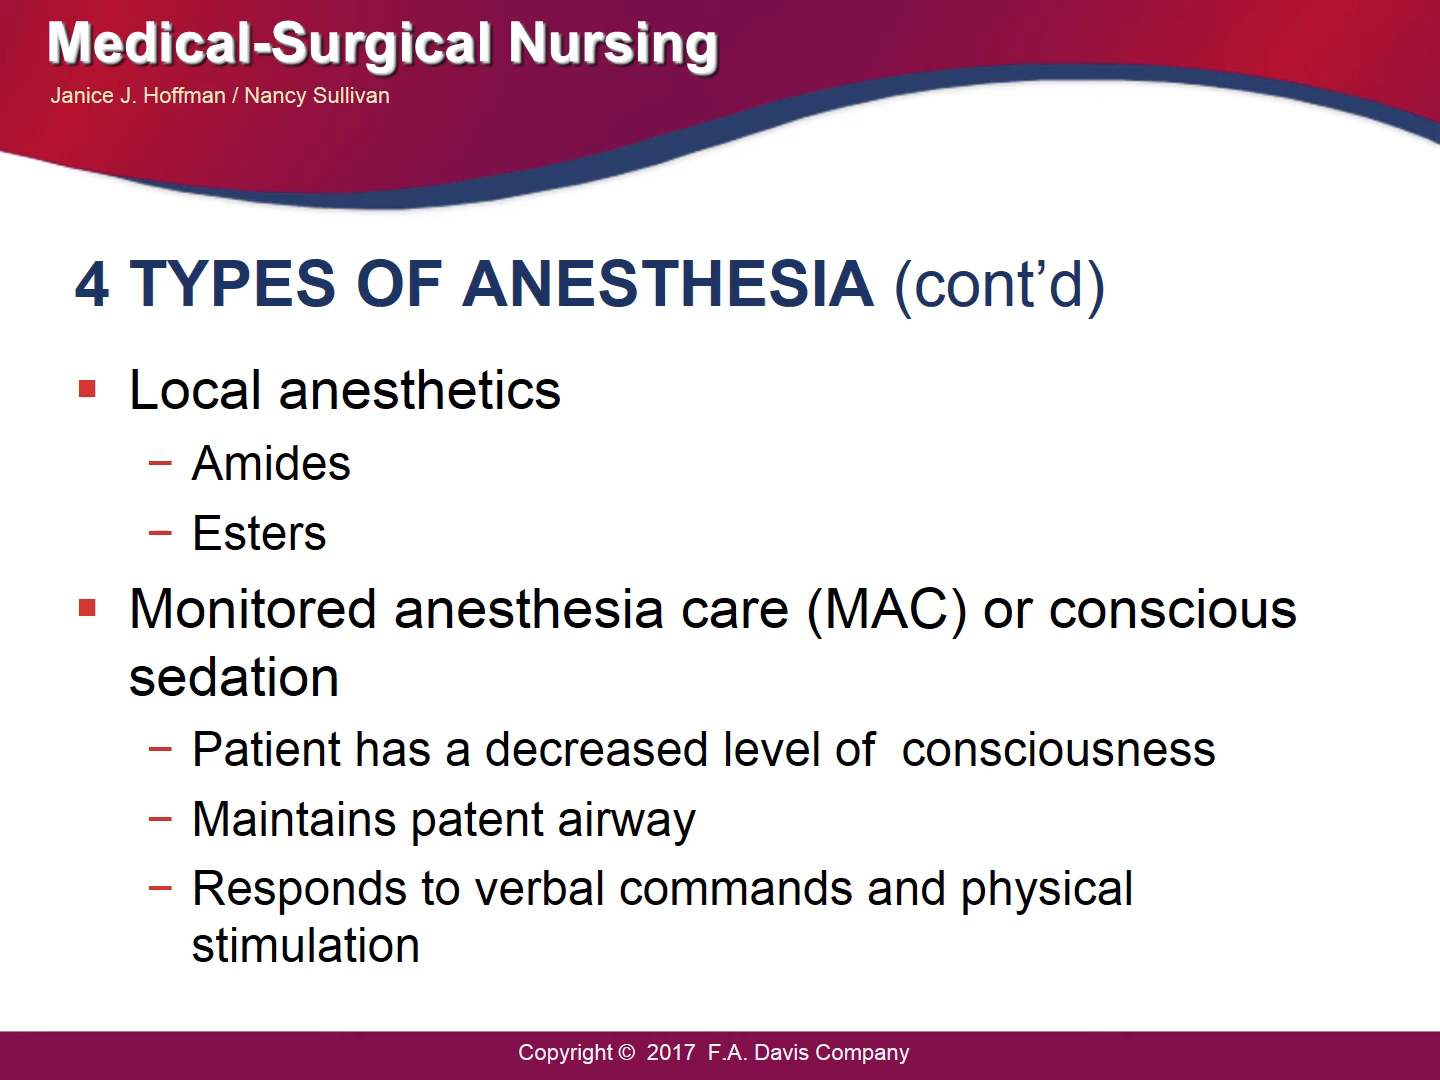 Medical-Surgical Nursing
Janice J. Hoffman / Nancy Sullivan
4 TYPES OF ANESTHESIA (cont’d)
▪ Local anesthetics
– Amides
– Esters
▪ Monitored anesthesia care (MAC) or conscious
sedation
– Patient has a decreased level of  consciousness
– Maintains patent airway
– Responds to verbal commands and physical
stimulation
Copyright ©  2017  F.A. Davis Company